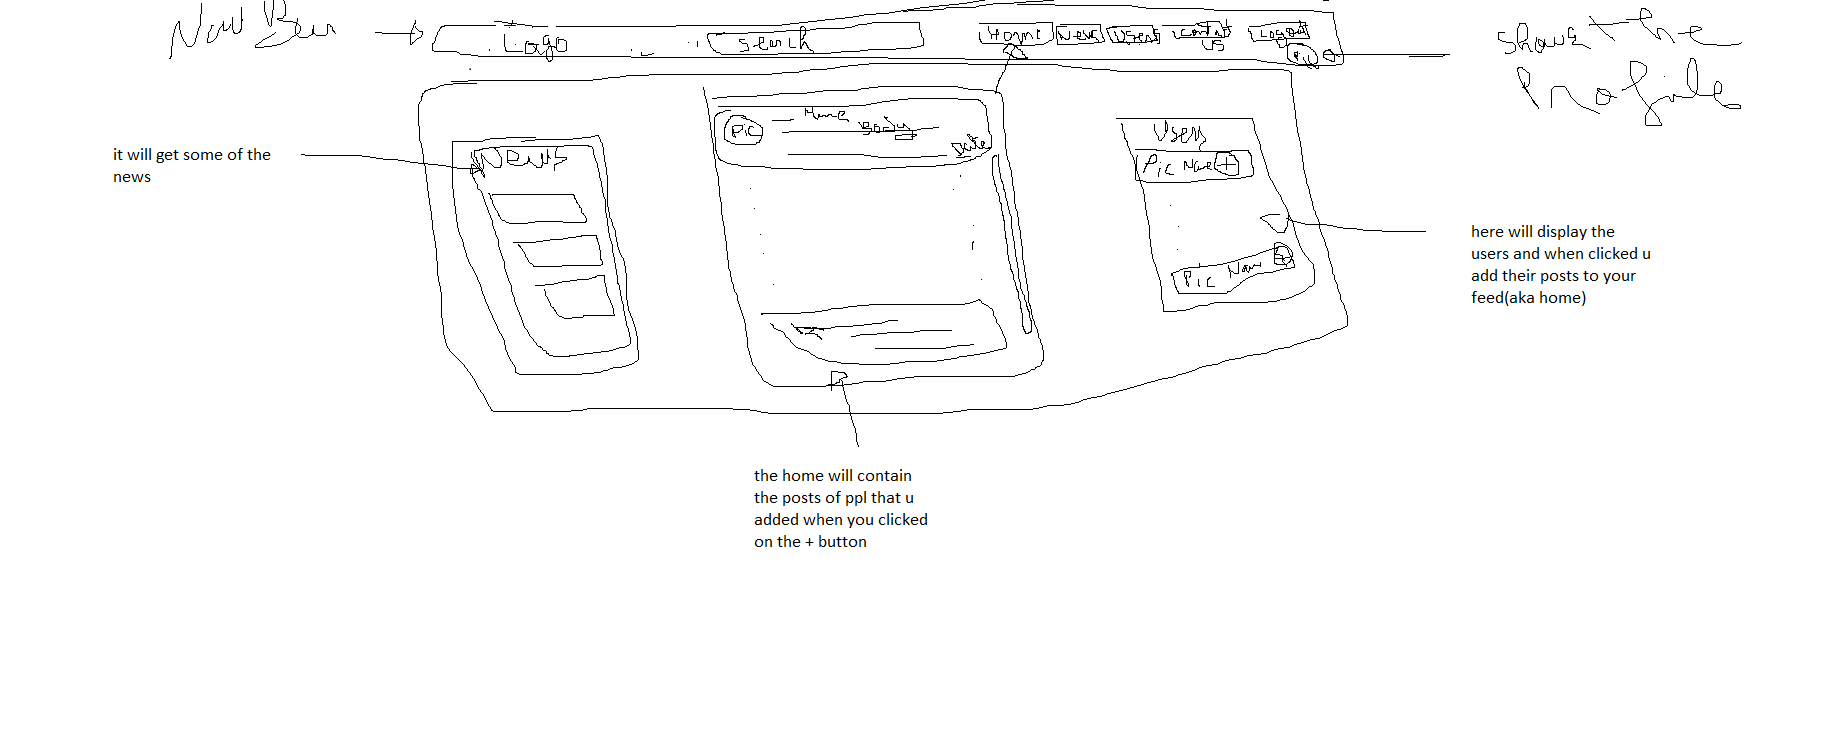 Nav Bar
Logo
Search
Home
News
Users
Contact
us
Logout
Pic
shows the
Profile
it will get some of the
news
News
Pic
Name
Body
Date
Users
Pic Name +
Pic Name +
here will display the
users and when clicked u
add their posts to your
feed(aka home)
the home will contain
the posts of ppl that u
added when you clicked
on the + button